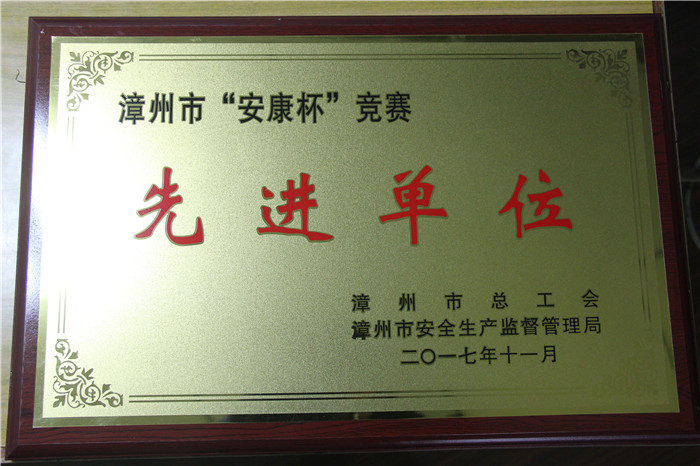 漳州市“安康杯”竞赛
先进单位
漳州市总工会
漳州市安全生产监督管理局
二〇一七年十一月